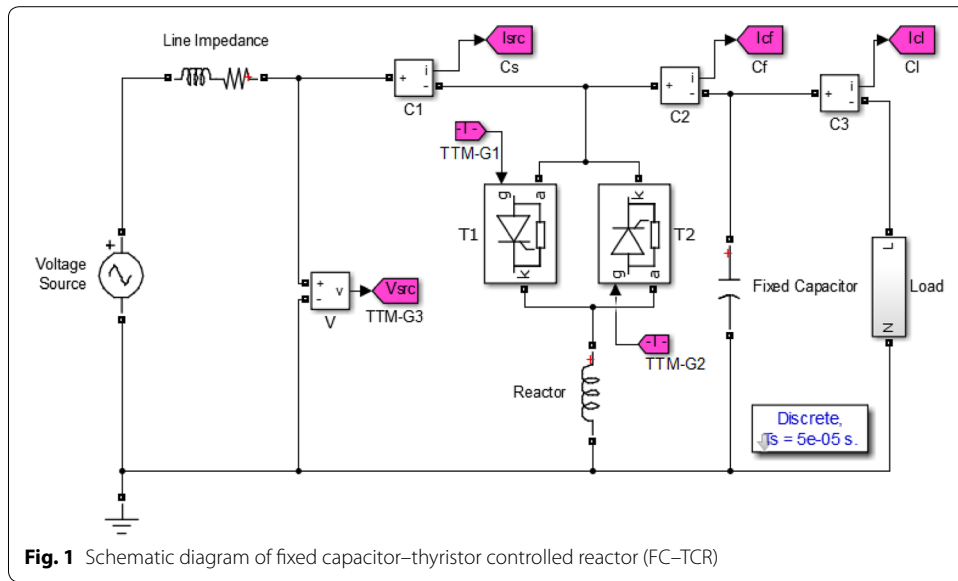 Line Impedance
Isrc
Cs
Icf
Cf
Icl
Cl
+ i -
C1
+ i -
C2
+ i -
C3
-T-
TTM-G1
g a
k
T1
k
g a
T2
+
Voltage
Source
+ v -
V
Vsrc
TTM-G3
-T-
TTM-G2
Fixed Capacitor
L
N
Load
Reactor
Discrete,
Ts = 5e-05 s.
Fig. 1 Schematic diagram of fixed capacitor–thyristor controlled reactor (FC–TCR)